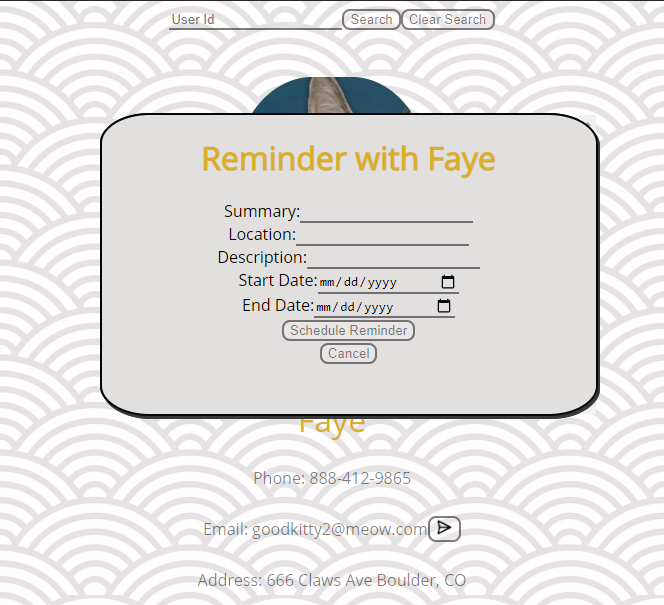 User Id Search Clear Search
Reminder with Faye
Summary:
Location:
Description:
Start Date: mm/dd/yyyy
End Date: mm/dd/yyyy
Schedule Reminder
Cancel
Faye
Phone: 888-412-9865
Email: goodkitty2@meow.com
Address: 666 Claws Ave Boulder, CO